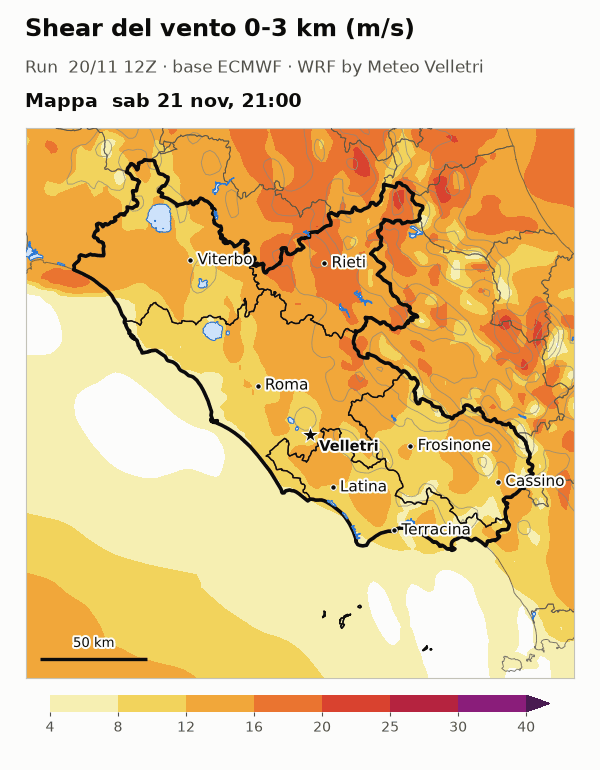 Shear del vento 0-3 km (m/s)
Run 20/11 12Z · base ECMWF · WRF by Meteo Velletri
Mappa sab 21 nov, 21:00
Viterbo
Rieti
Roma
Velletri
Frosinone
Latina
Cassino
Terracina
50 km
4 8 12 16 20 25 30 40